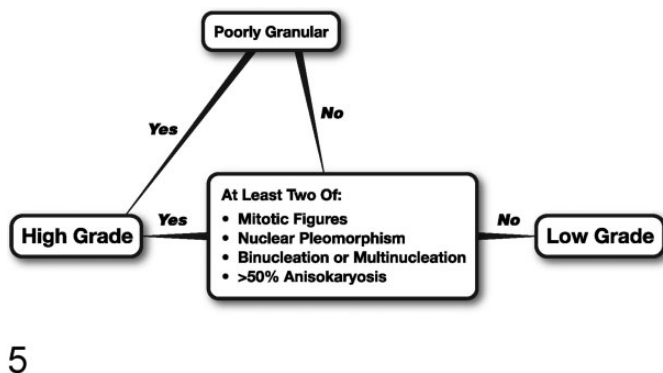 Poorly Granular
Yes
No
At Least Two Of:
• Mitotic Figures
• Nuclear Pleomorphism
• Binucleation or Multinucleation
• >50% Anisokaryosis
High Grade
Yes
No
Low Grade
5